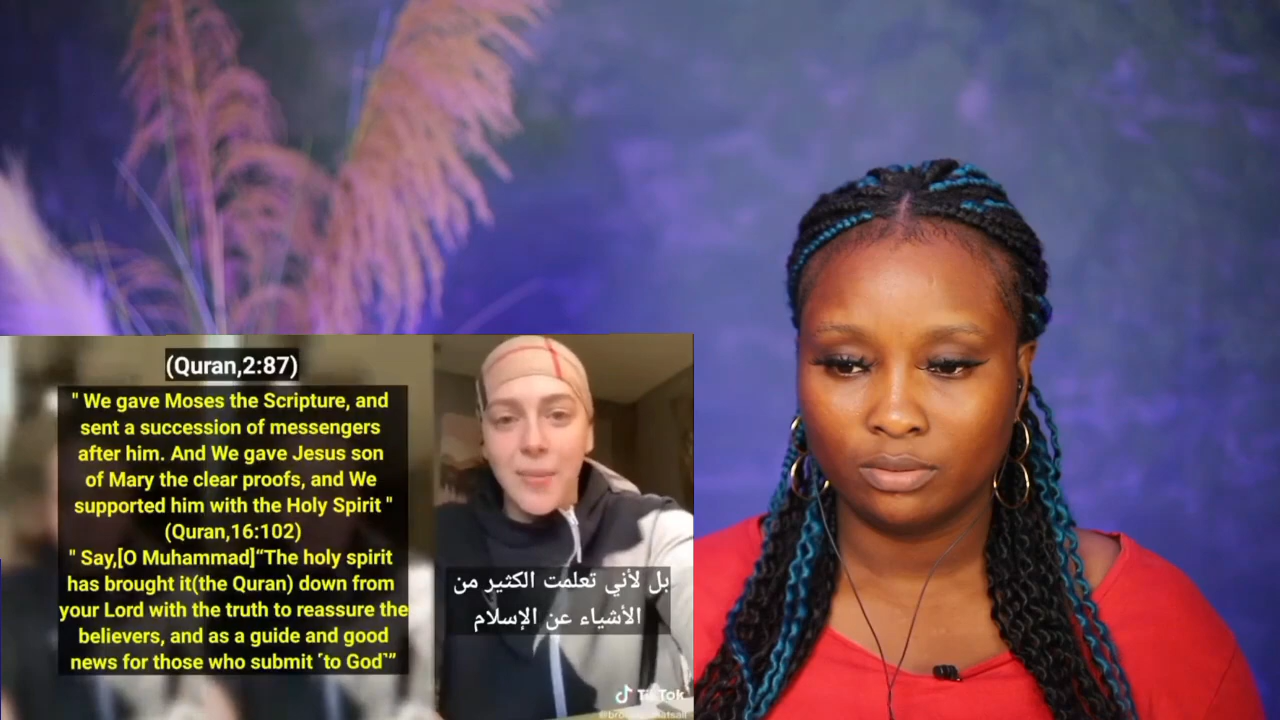 (Quran,2:87)
" We gave Moses the Scripture, and
sent a succession of messengers
after him. And We gave Jesus son
of Mary the clear proofs, and We
supported him with the Holy Spirit "
(Quran,16:102)
" Say,[O Muhammad]“The holy spirit
has brought it(the Quran) down from
your Lord with the truth to reassure the
believers, and as a guide and good
news for those who submit ˹to God˺”
بل لأني تعلمت الكثير من
الأشياء عن الإسلام
TikTok